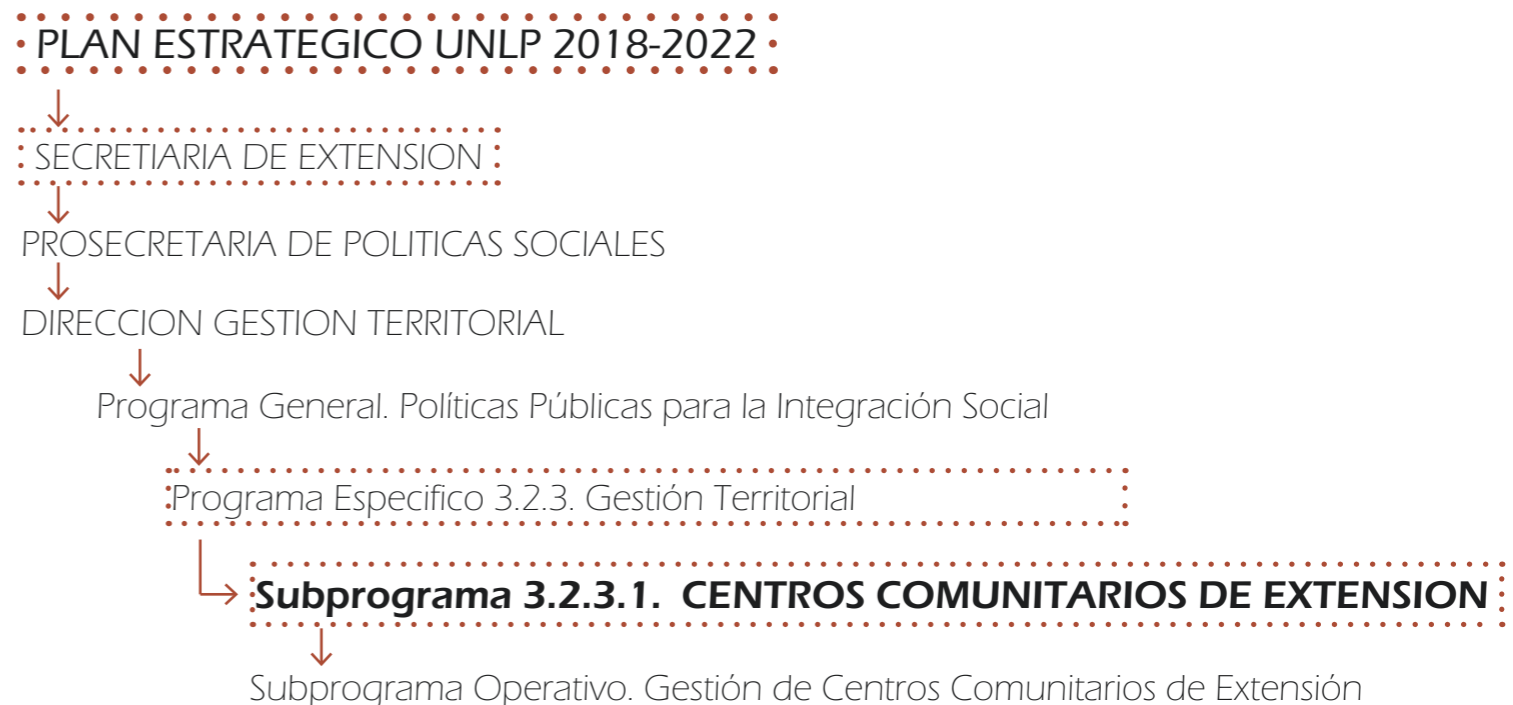 PLAN ESTRATEGICO UNLP 2018-2022
SECRETIARIA DE EXTENSION
PROSECRETARIA DE POLITICAS SOCIALES
DIRECCION GESTION TERRITORIAL
Programa General. Políticas Públicas para la Integración Social
Programa Especifico 3.2.3. Gestión Territorial
Subprograma 3.2.3.1. CENTROS COMUNITARIOS DE EXTENSION
Subprograma Operativo. Gestión de Centros Comunitarios de Extensión